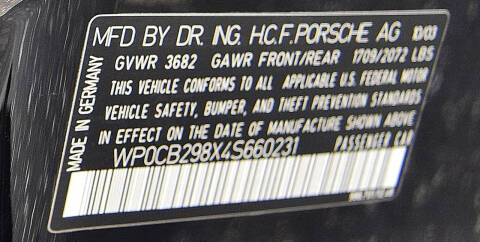 MFD BY DR. ING. H.C.F. PORSCHE AG 10/03
GVWR 3682 GAWR FRONT/REAR 1709/2072 LBS
THIS VEHICLE CONFORMS TO ALL APPLICABLE U.S. FEDERAL MOTOR
VEHICLE SAFETY, BUMPER, AND THEFT PREVENTION STANDARDS
IN EFFECT ON THE DATE OF MANUFACTURE SHOWN ABOVE
WP0CB298X4S660231 PASSENGER CAR
MADE IN GERMANY